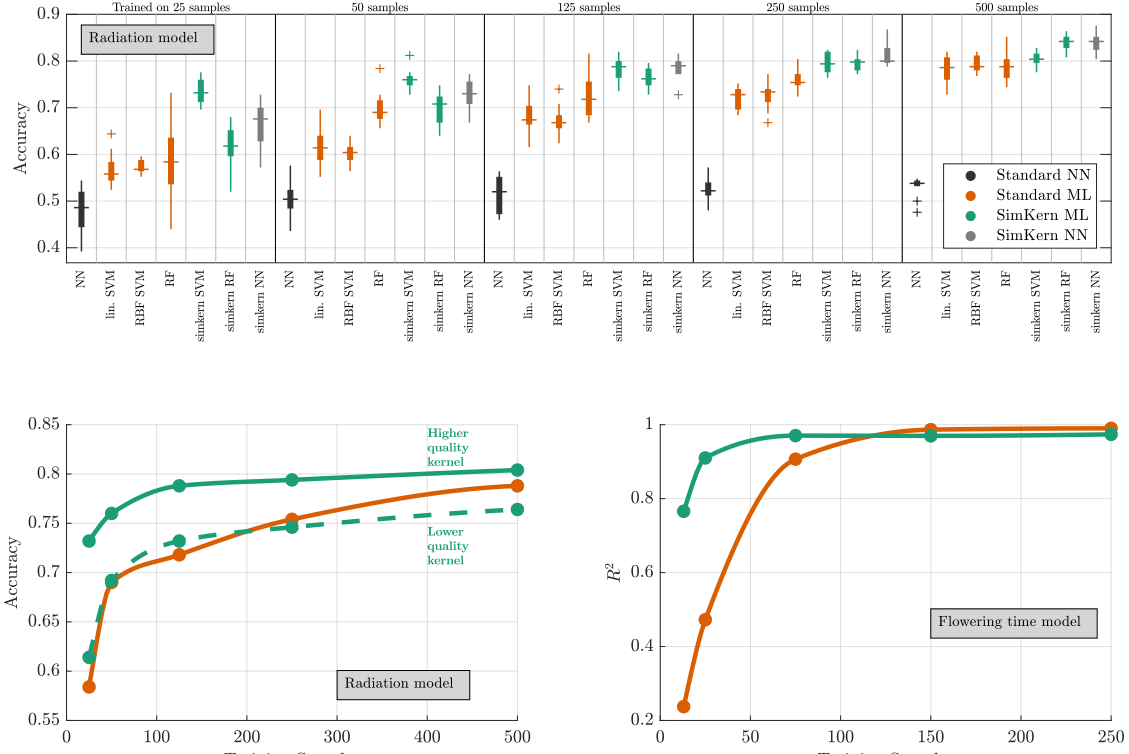 Trained on 25 samples 50 samples 125 samples 250 samples 500 samples
0.9
0.8
0.7
0.6
0.5
0.4
Accuracy
Radiation model
Standard NN
Standard ML
SimKern ML
SimKern NN
NN lin. SVM RBF SVM RF simkern SVM simkern RF simkern NN NN lin. SVM RBF SVM RF simkern SVM simkern RF simkern NN NN lin. SVM RBF SVM RF simkern SVM simkern RF simkern NN NN lin. SVM RBF SVM RF simkern SVM simkern RF simkern NN NN lin. SVM RBF SVM RF simkern SVM simkern RF simkern NN
0.85
0.8
0.75
0.7
0.65
0.6
0.55
Accuracy
Higher
quality
kernel
Lower
quality
kernel
Radiation model
0 100 200 300 400 500
1
0.8
0.6
0.4
0.2
R²
Flowering time model
0 50 100 150 200 250